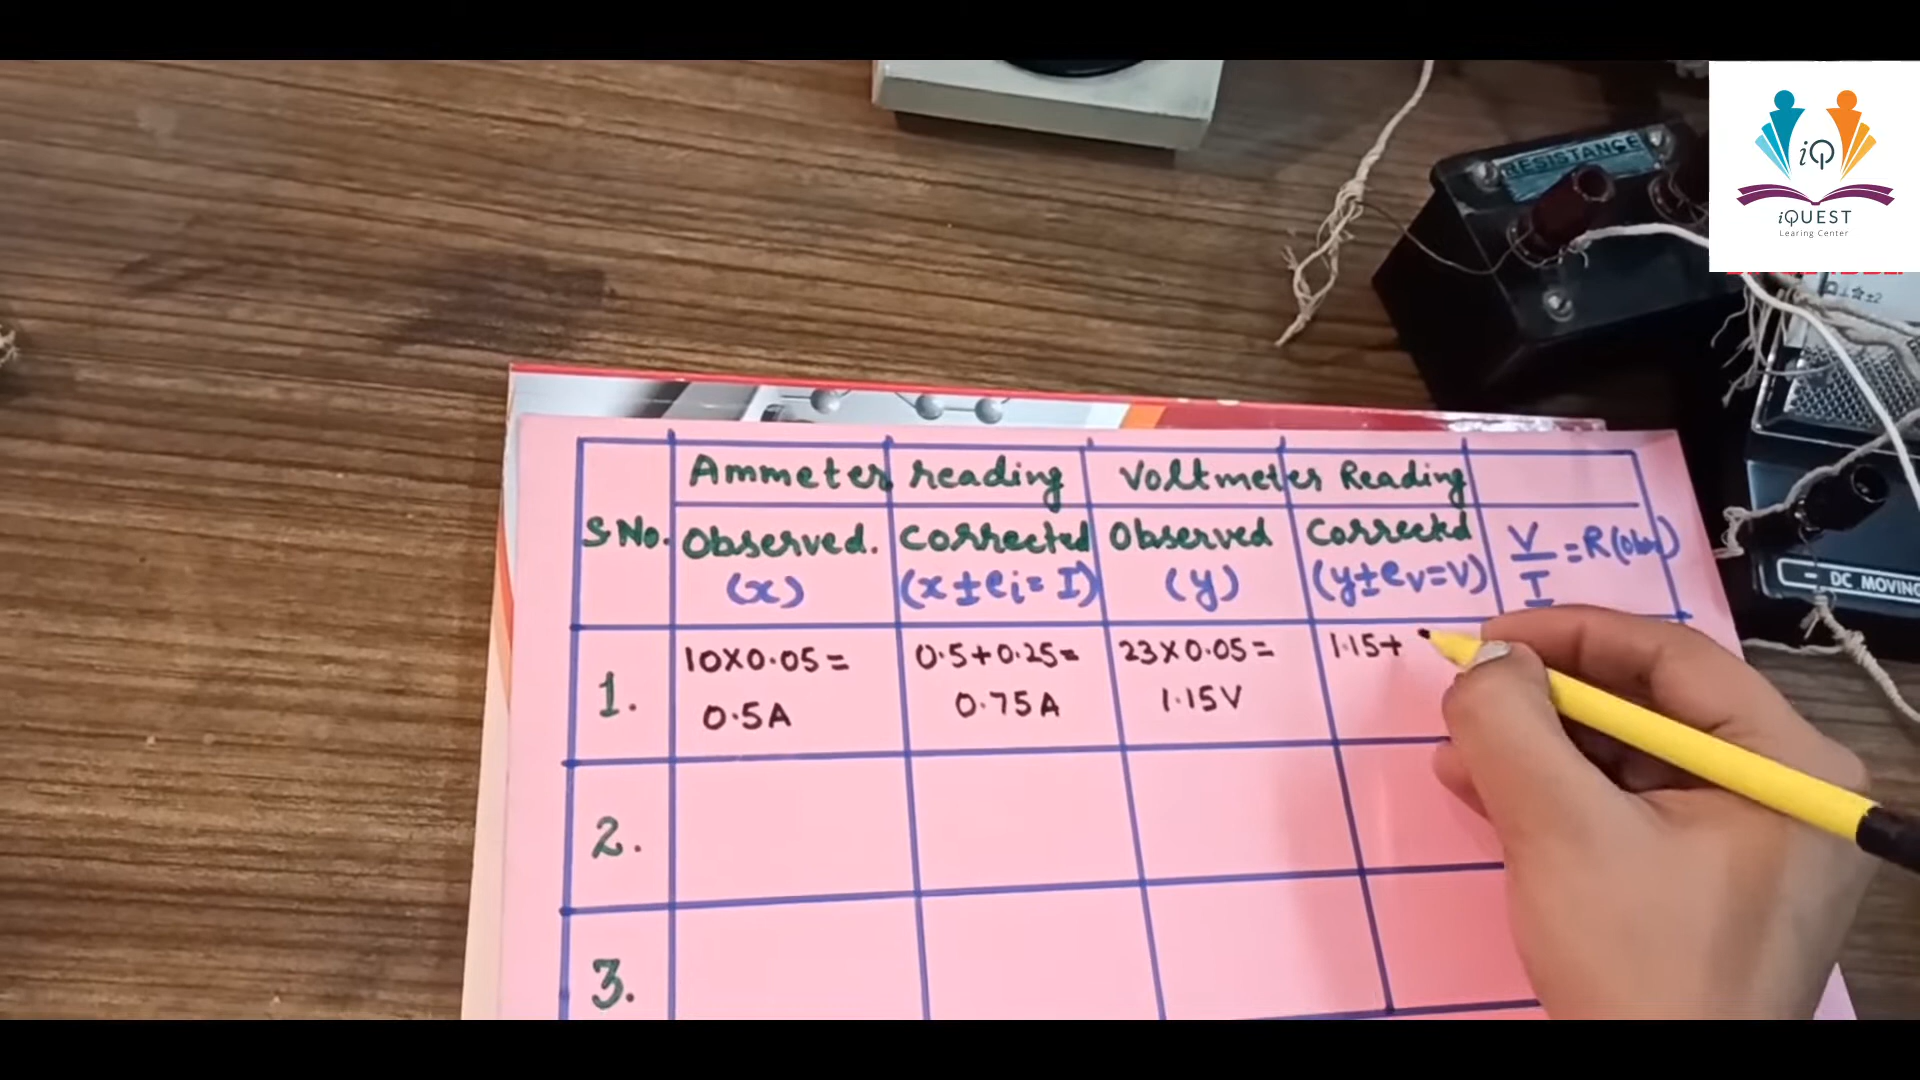 iQ
iQUEST
Learing Center
RESISTANCE
DC MOVING
Ammeter reading
Voltmeter Reading
S No.
Observed.
(x)
Corrected
(x ± ei = I)
Observed
(y)
Corrected
(y ± ev = V)
V/I = R(obs)
1.
10×0.05 =
0.5A
0.5+0.25=
0.75A
23×0.05=
1.15V
1.15+
2.
3.